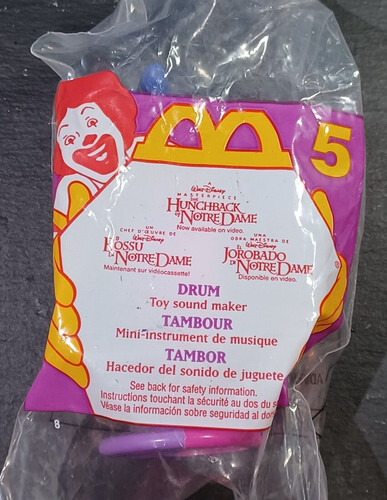 5
A
Walt Disney
MASTERPIECE
THE
HUNCHBACK
OF NOTRE DAME
Now available on video.
UN
CHEF D'ŒUVRE DE
Walt Disney
BOSSU
DE NOTRE DAME
Maintenant sur vidéocassette!
UNA
OBRA MAESTRA DE
Walt Disney
EL
JOROBADO
DE NOTRE DAME
Disponible en video.
DRUM
Toy sound maker
TAMBOUR
Mini-instrument de musique
TAMBOR
Hacedor del sonido de juguete
See back for safety information.
Instructions touchant la sécurité au dos du s
Véase la información sobre seguridad al dor
8